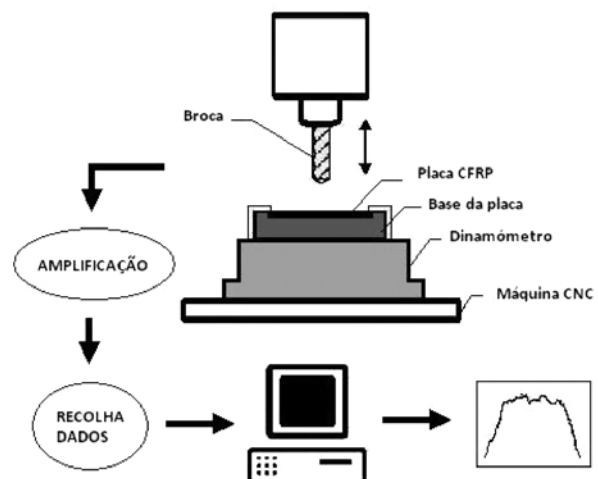 Broca
Placa CFRP
Base da placa
Dinamómetro
Máquina CNC
AMPLIFICAÇÃO
RECOLHA
DADOS